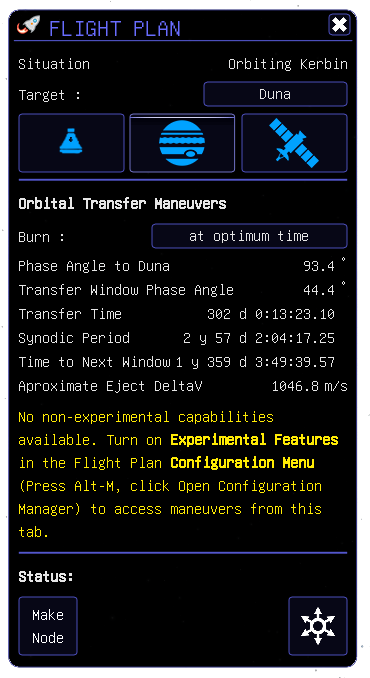 FLIGHT PLAN
Situation Orbiting Kerbin
Target : Duna
Orbital Transfer Maneuvers
Burn : at optimum time
Phase Angle to Duna 93.4 °
Transfer Window Phase Angle 44.4 °
Transfer Time 302 d 0:13:23.10
Synodic Period 2 y 57 d 2:04:17.25
Time to Next Window 1 y 359 d 3:49:39.57
Aproximate Eject DeltaV 1046.8 m/s
No non-experimental capabilities
available. Turn on Experimental Features
in the Flight Plan Configuration Menu
(Press Alt-M, click Open Configuration
Manager) to access maneuvers from this
tab.
Status:
Make
Node